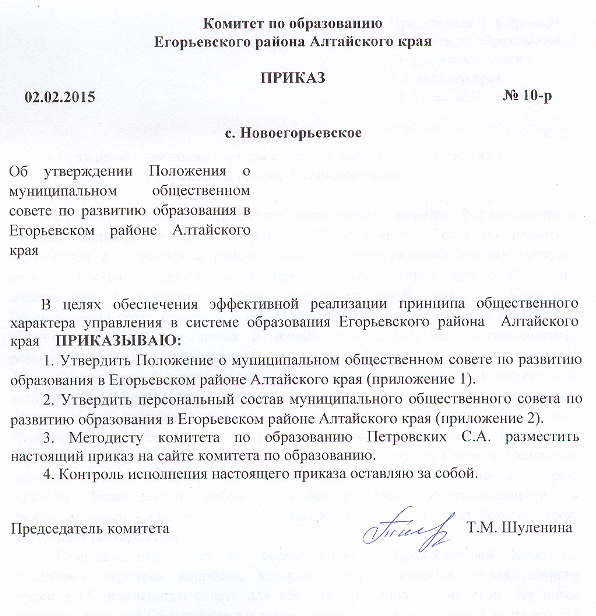 Комитет по образованию
Егорьевского района Алтайского края
ПРИКАЗ
02.02.2015 № 10-р
с. Новоегорьевское
Об утверждении Положения о
муниципальном общественном
совете по развитию образования в
Егорьевском районе Алтайского
края
В целях обеспечения эффективной реализации принципа общественного
характера управления в системе образования Егорьевского района Алтайского
края ПРИКАЗЫВАЮ:
1. Утвердить Положение о муниципальном общественном совете по развитию
образования в Егорьевском районе Алтайского края (приложение 1).
2. Утвердить персональный состав муниципального общественного совета по
развитию образования в Егорьевском районе Алтайского края (приложение 2).
3. Методисту комитета по образованию Петровских С.А. разместить
настоящий приказ на сайте комитета по образованию.
4. Контроль исполнения настоящего приказа оставляю за собой.
Председатель комитета Т.М. Шуленина